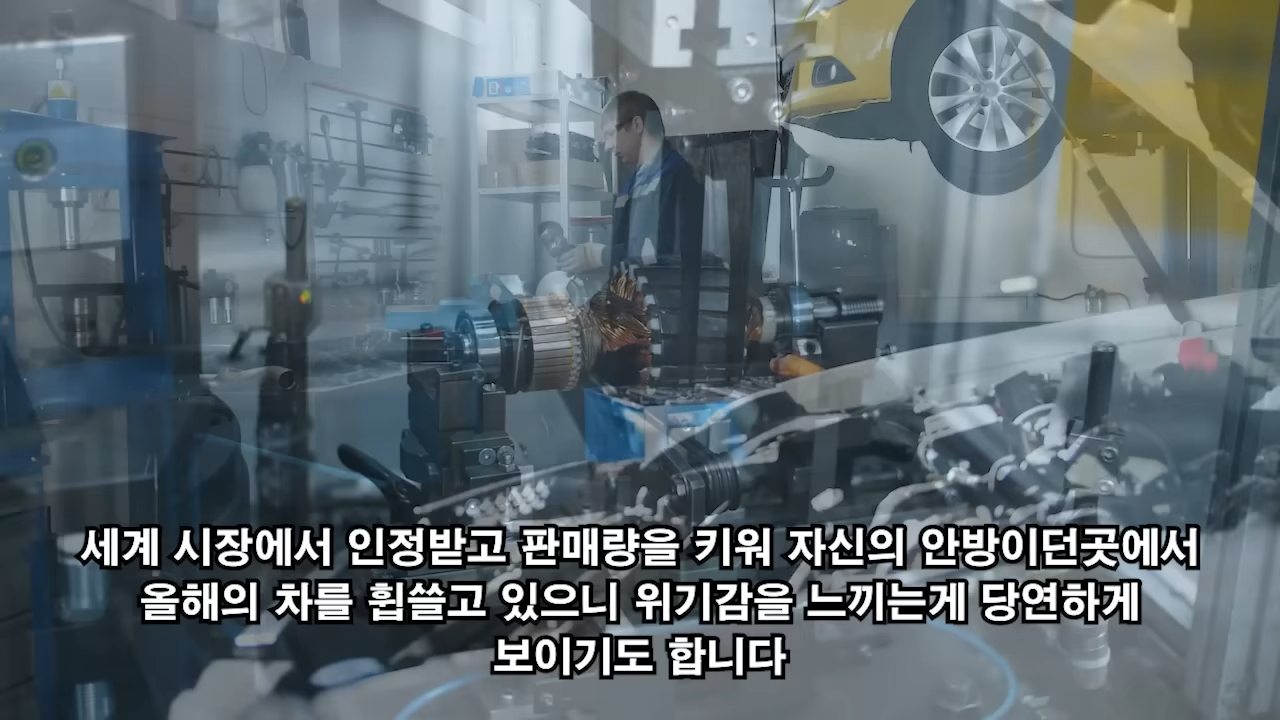 세계 시장에서 인정받고 판매량을 키워 자신의 안방이던곳에서
올해의 차를 휩쓸고 있으니 위기감을 느끼는게 당연하게
보이기도 합니다